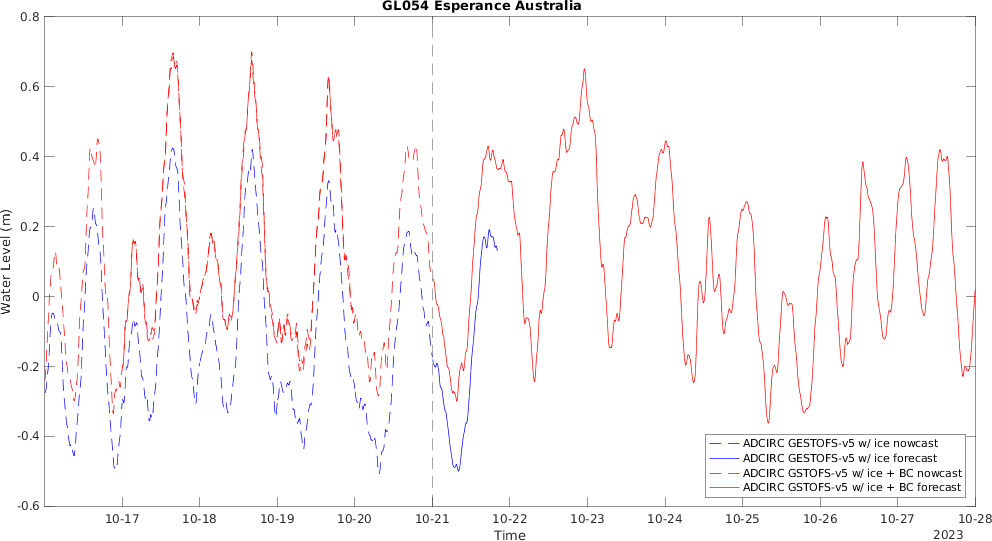 GL054 Esperance Australia
Water Level (m)
0.8
0.6
0.4
0.2
0
-0.2
-0.4
-0.6
10-17 10-18 10-19 10-20 10-21 10-22 10-23 10-24 10-25 10-26 10-27 10-28
Time
2023
ADCIRC GESTOFS-v5 w/ ice nowcast
ADCIRC GESTOFS-v5 w/ ice forecast
ADCIRC GSTOFS-v5 w/ ice + BC nowcast
ADCIRC GSTOFS-v5 w/ ice + BC forecast